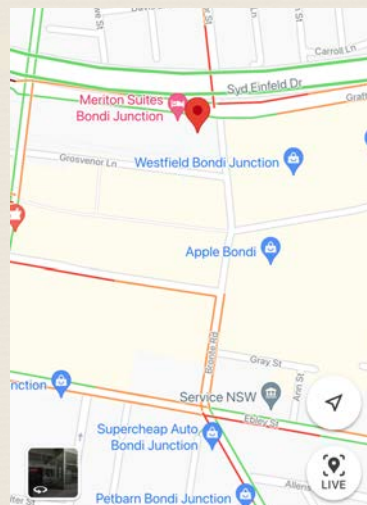 Carroll Ln
Syd Einfeld Dr
Meriton Suites
Bondi Junction
Grosvenor Ln
Westfield Bondi Junction
Apple Bondi
Bronte Rd
Gray St
Ann St
nction
Service NSW
Ebley St
Supercheap Auto
Bondi Junction
LIVE
Petbarn Bondi Junction